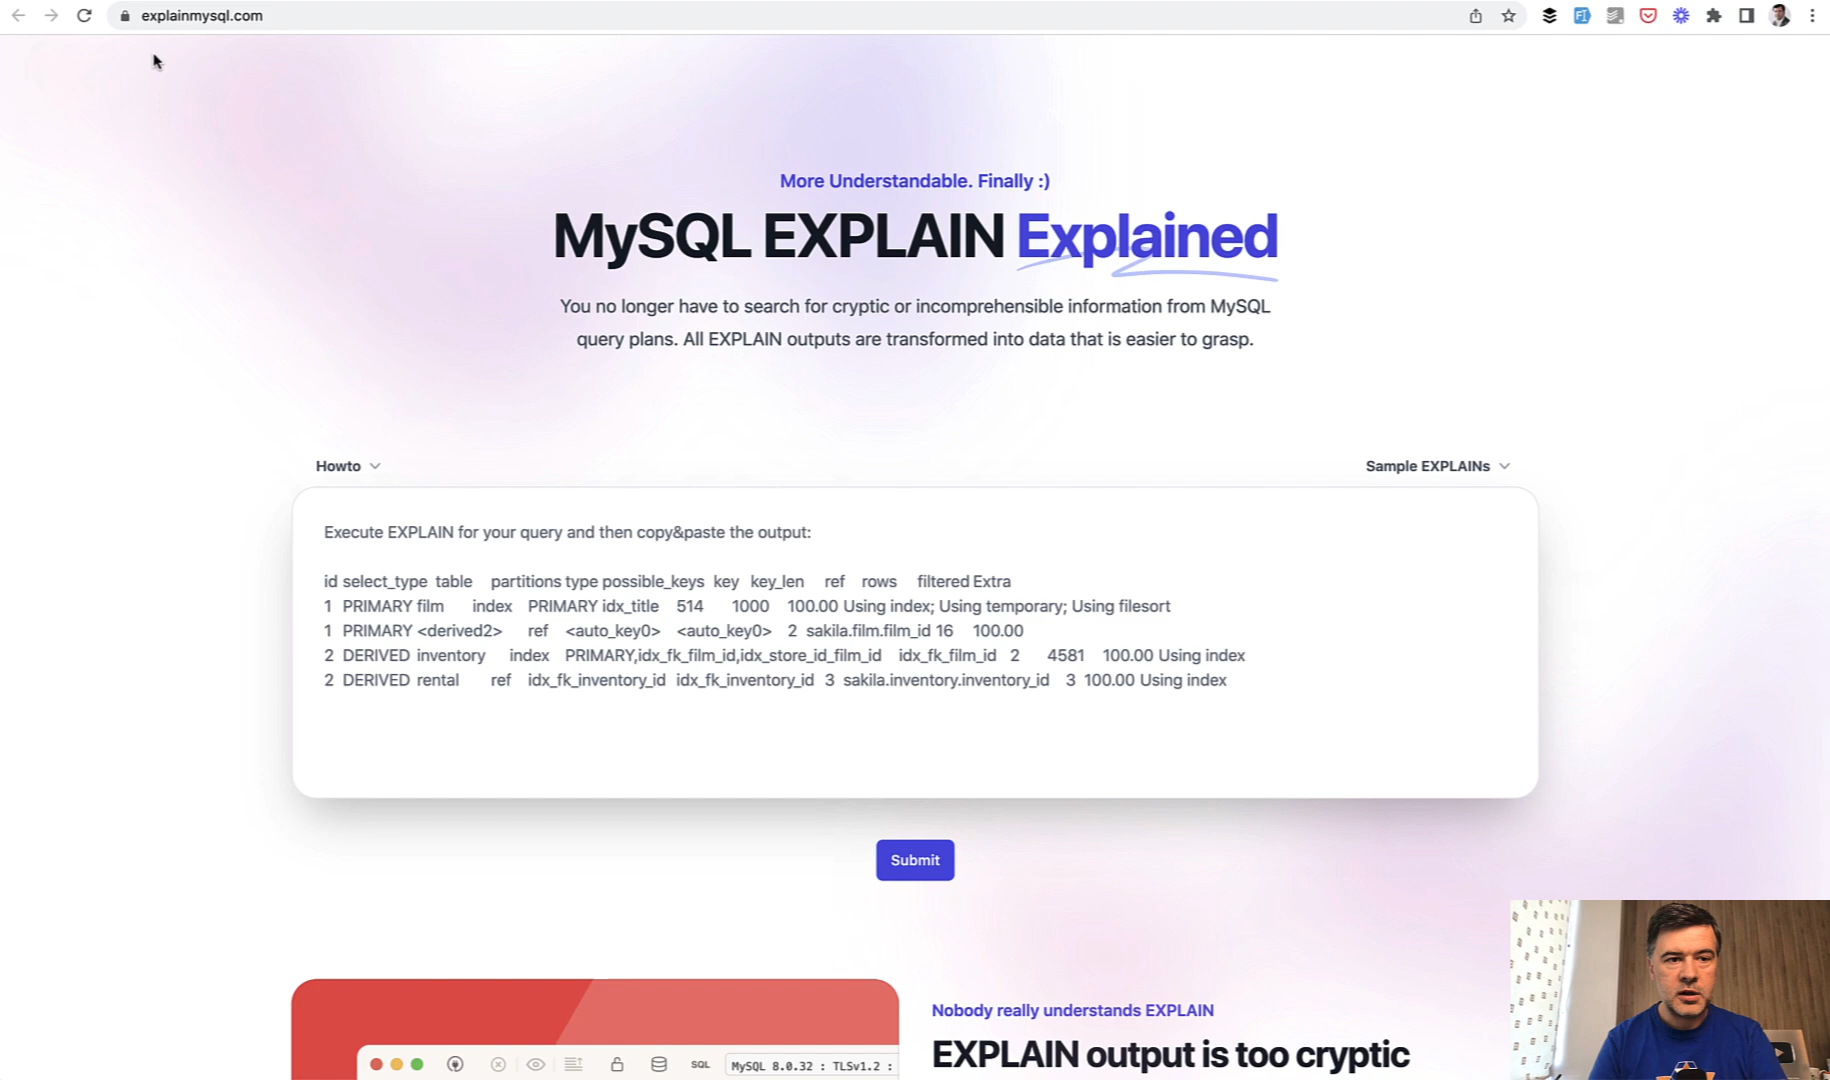 explainmysql.com
More Understandable. Finally :)
MySQL EXPLAIN Explained
You no longer have to search for cryptic or incomprehensible information from MySQL
query plans. All EXPLAIN outputs are transformed into data that is easier to grasp.
Howto
Sample EXPLAINs
Execute EXPLAIN for your query and then copy&paste the output:
id select_type table partitions type possible_keys key key_len ref rows filtered Extra
1 PRIMARY film index PRIMARY idx_title 514 1000 100.00 Using index; Using temporary; Using filesort
1 PRIMARY <derived2> ref <auto_key0> <auto_key0> 2 sakila.film.film_id 16 100.00
2 DERIVED inventory index PRIMARY,idx_fk_film_id,idx_store_id_film_id idx_fk_film_id 2 4581 100.00 Using index
2 DERIVED rental ref idx_fk_inventory_id idx_fk_inventory_id 3 sakila.inventory.inventory_id 3 100.00 Using index
Submit
Nobody really understands EXPLAIN
EXPLAIN output is too cryptic
SQL MySQL 8.0.32 : TLSv1.2 :